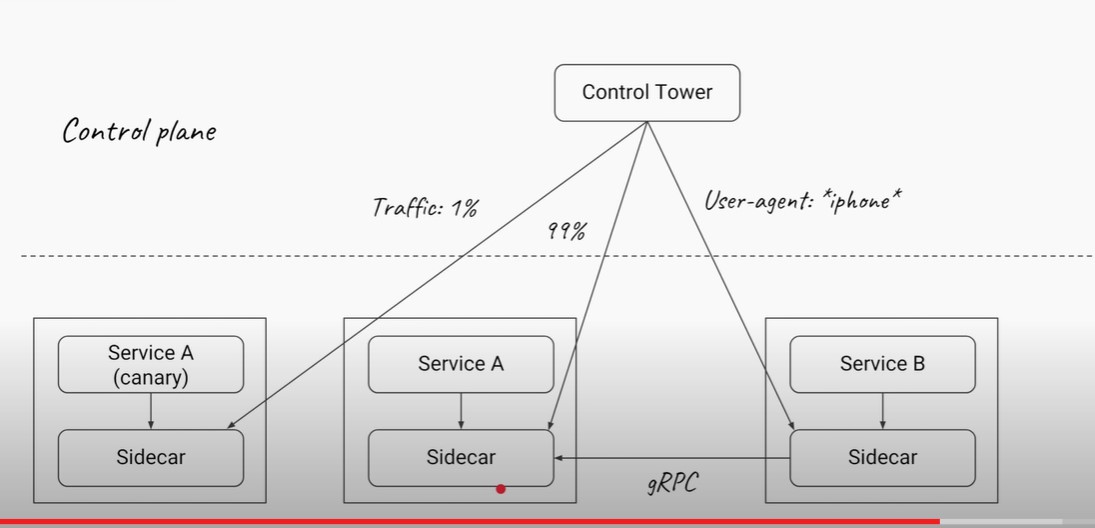 Control Tower
Control plane
Traffic: 1%
99%
User-agent: *iphone*
Service A
(canary)
Service A
Service B
Sidecar
Sidecar
Sidecar
gRPC